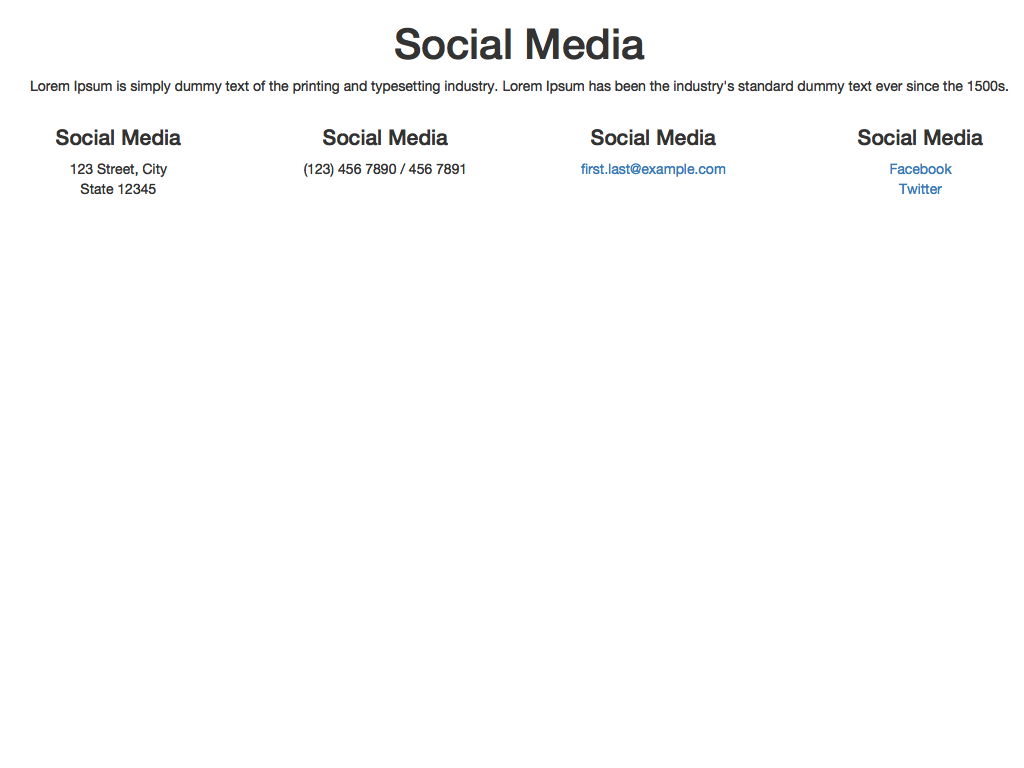 Social Media
Lorem Ipsum is simply dummy text of the printing and typesetting industry. Lorem Ipsum has been the industry's standard dummy text ever since the 1500s.
Social Media
123 Street, City
State 12345
Social Media
(123) 456 7890 / 456 7891
Social Media
first.last@example.com
Social Media
Facebook
Twitter